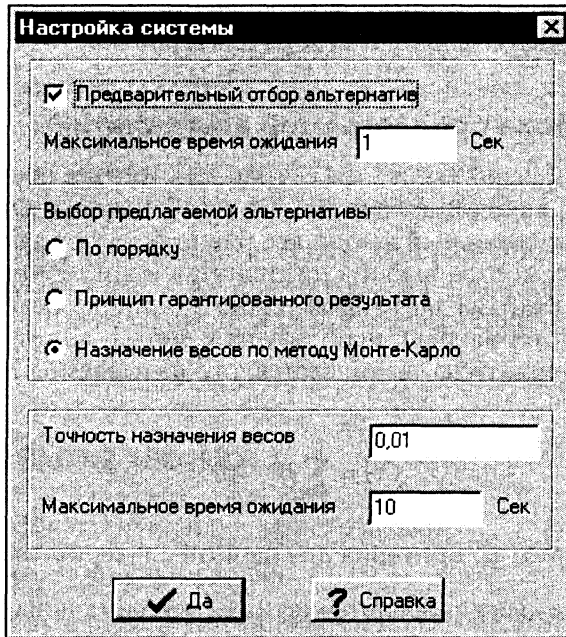 Настройка системы
Предварительный отбор альтернатив
Максимальное время ожидания 1 Сек
Выбор предлагаемой альтернативы
По порядку
Принцип гарантированного результата
Назначение весов по методу Монте-Карло
Точность назначения весов 0,01
Максимальное время ожидания 10 Сек
Да ? Справка